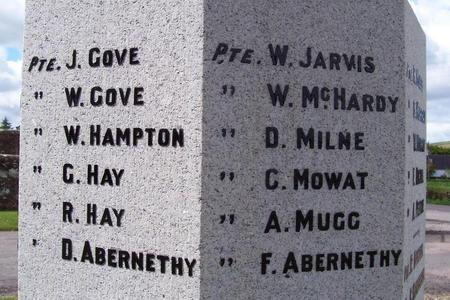 PTE. J. GOVE
" W. GOVE
" W. HAMPTON
" G. HAY
" R. HAY
" D. ABERNETHY
PTE. W. JARVIS
" W. MCHARDY
" D. MILNE
" C. MOWAT
" A. MUGG
" F. ABERNETHY